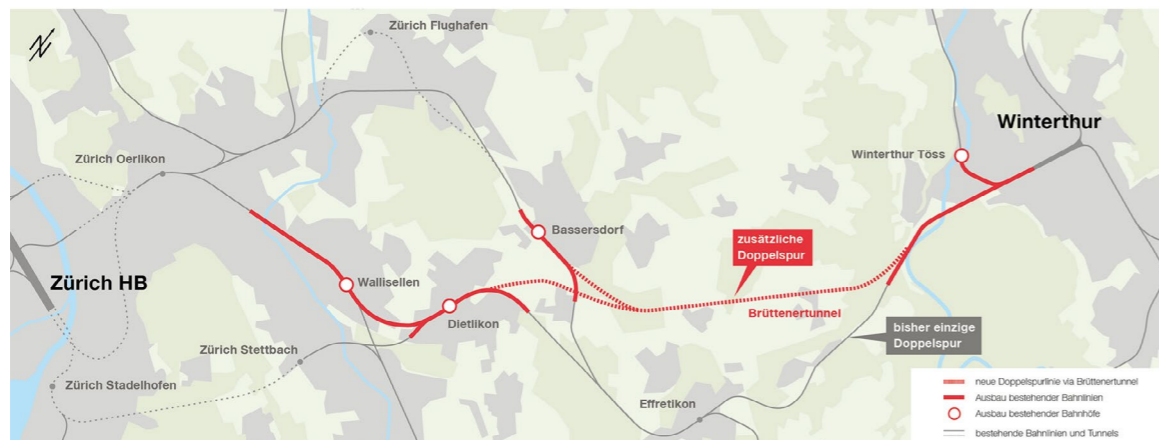 Zürich Flughafen
Winterthur
Zürich Oerlikon
Winterthur Töss
Bassersdorf
zusätzliche
Doppelspur
Zürich HB
Wallisellen
Brüttenertunnel
Dietlikon
bisher einzige
Doppelspur
Zürich Stettbach
Zürich Stadelhofen
Effretikon
neue Doppelspurlinie via Brüttenertunnel
Ausbau bestehender Bahnlinien
Ausbau bestehender Bahnhöfe
bestehende Bahnlinien und Tunnels